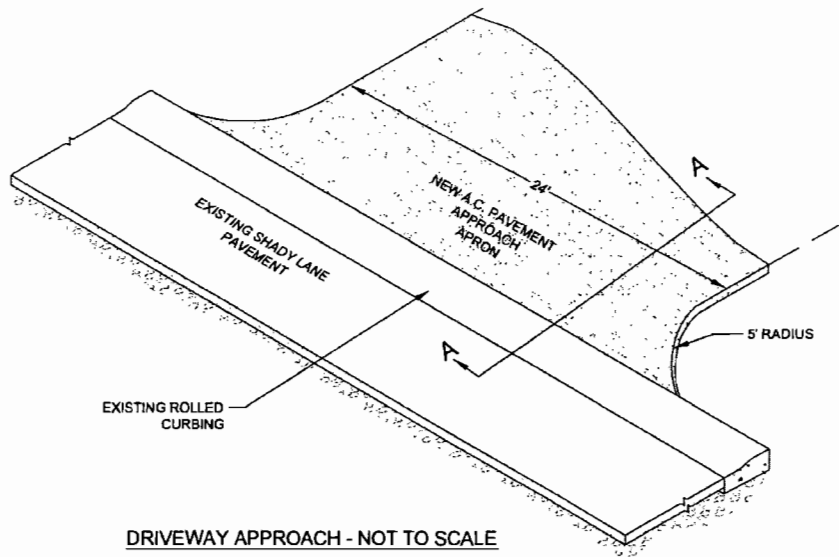 24'
NEW A.C. PAVEMENT
APPROACH
APRON
A
EXISTING SHADY LANE
PAVEMENT
A
5' RADIUS
EXISTING ROLLED
CURBING
DRIVEWAY APPROACH - NOT TO SCALE